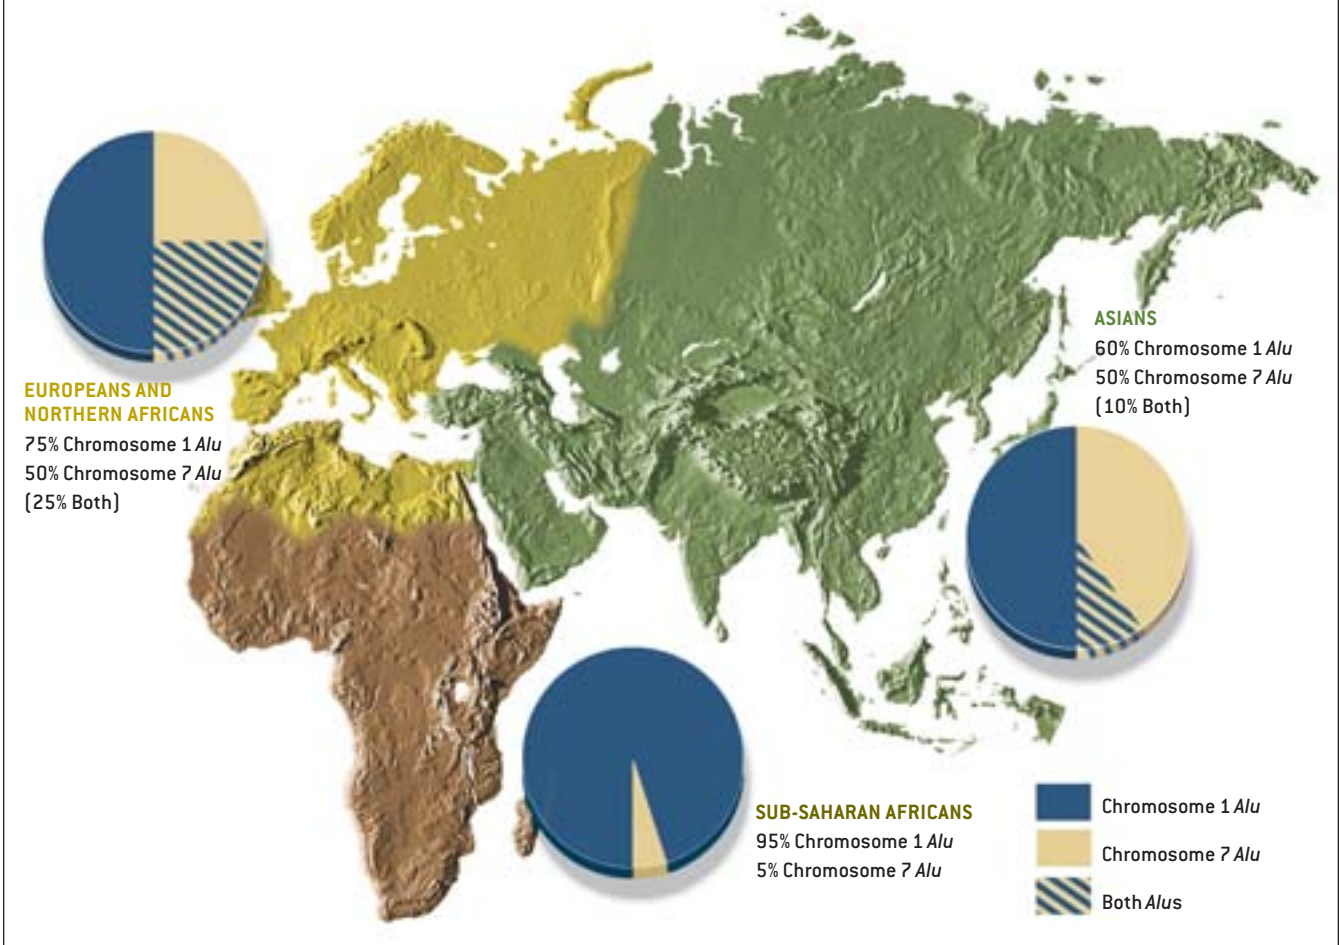 EUROPEANS AND
NORTHERN AFRICANS
75% Chromosome 1 Alu
50% Chromosome 7 Alu
(25% Both)
ASIANS
60% Chromosome 1 Alu
50% Chromosome 7 Alu
(10% Both)
SUB-SAHARAN AFRICANS
95% Chromosome 1 Alu
5% Chromosome 7 Alu
Chromosome 1 Alu
Chromosome 7 Alu
Both Alus